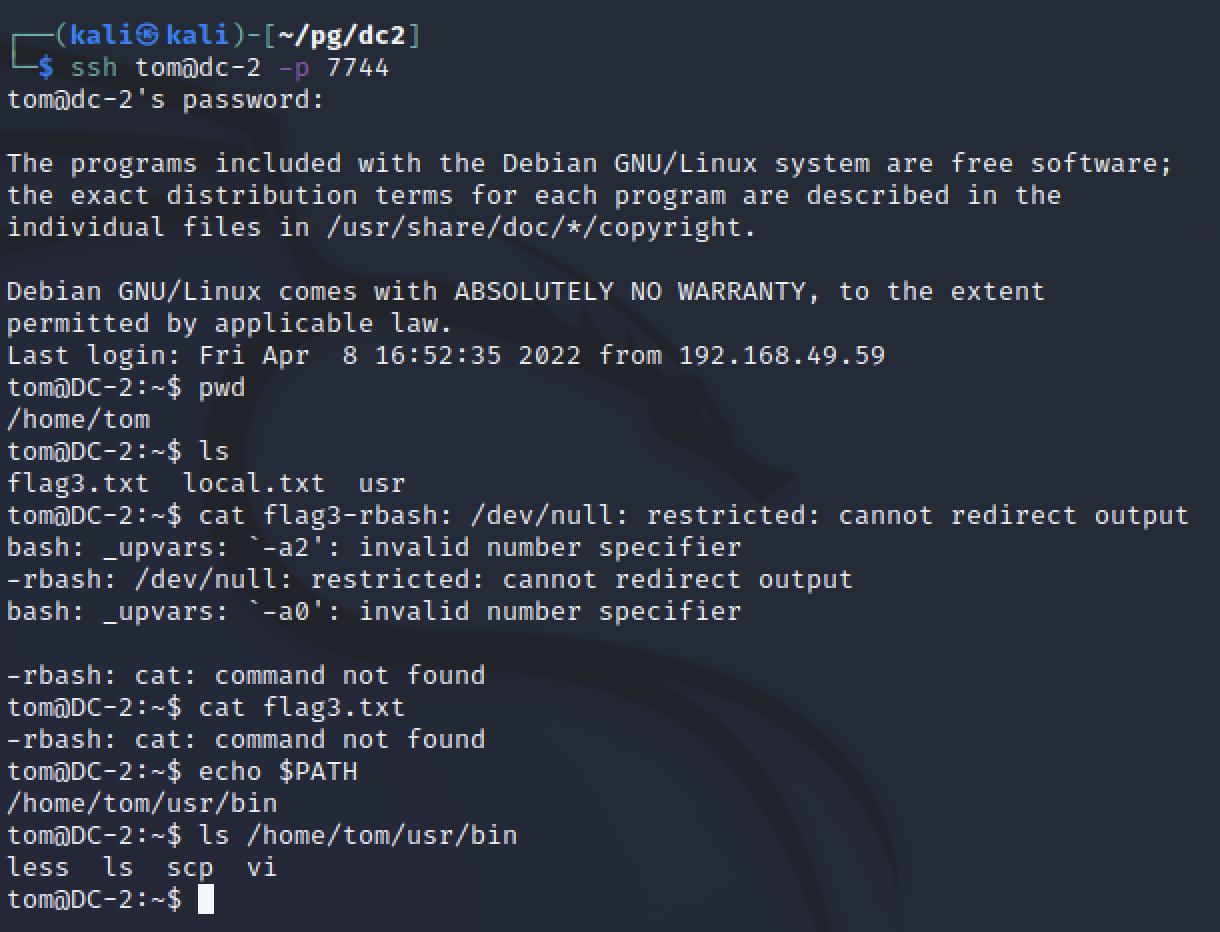 ┌──(kali㉿kali)-[~/pg/dc2]
└─$ ssh tom@dc-2 -p 7744
tom@dc-2's password:
The programs included with the Debian GNU/Linux system are free software;
the exact distribution terms for each program are described in the
individual files in /usr/share/doc/*/copyright.
Debian GNU/Linux comes with ABSOLUTELY NO WARRANTY, to the extent
permitted by applicable law.
Last login: Fri Apr  8 16:52:35 2022 from 192.168.49.59
tom@DC-2:~$ pwd
/home/tom
tom@DC-2:~$ ls
flag3.txt  local.txt  usr
tom@DC-2:~$ cat flag3-rbash: /dev/null: restricted: cannot redirect output
bash: _upvars: `-a2': invalid number specifier
-rbash: /dev/null: restricted: cannot redirect output
bash: _upvars: `-a0': invalid number specifier
-rbash: cat: command not found
tom@DC-2:~$ cat flag3.txt
-rbash: cat: command not found
tom@DC-2:~$ echo $PATH
/home/tom/usr/bin
tom@DC-2:~$ ls /home/tom/usr/bin
less  ls  scp  vi
tom@DC-2:~$